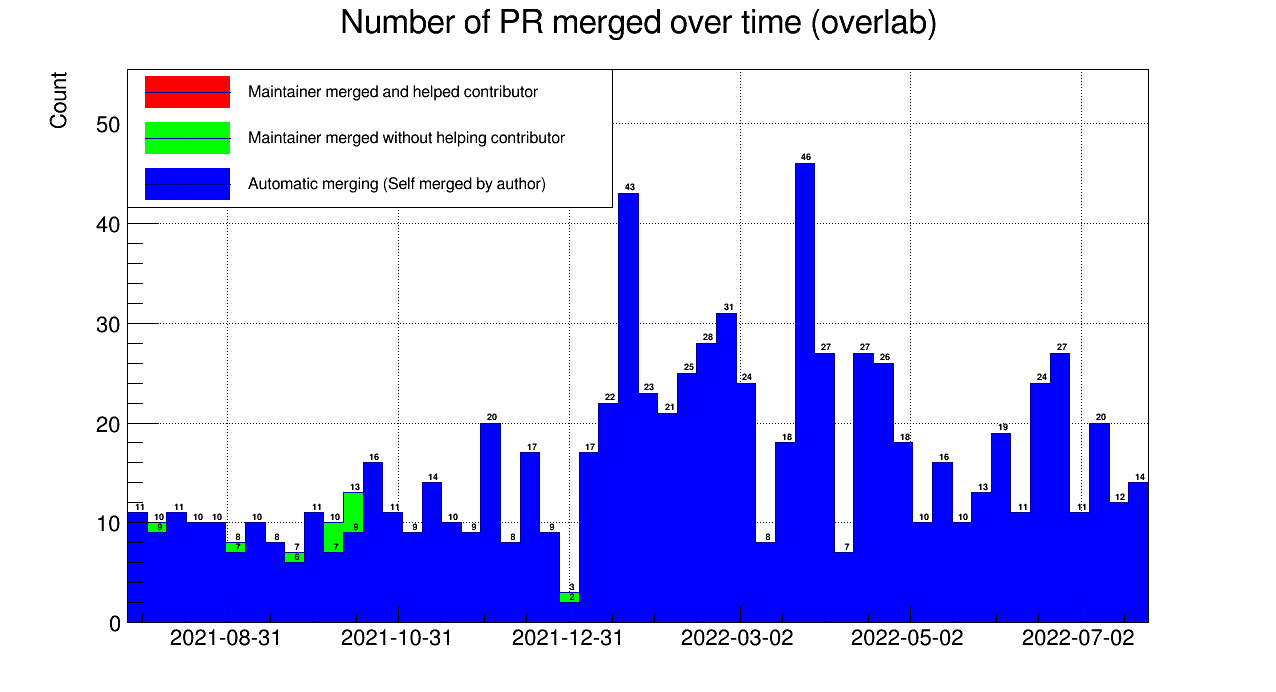 Number of PR merged over time (overlab)
Count
Maintainer merged and helped contributor
Maintainer merged without helping contributor
Automatic merging (Self merged by author)
50
40
30
20
10
0
11 10 9 11 10 10 8 7 10 8 7 6 11 10 7 13 9 16 11 9 14 10 9 20 8 17 9 3 2 17 22 43 23 21 25 28 31 24 8 18 46 27 7 27 26 18 10 16 10 13 19 11 24 27 11 20 12 14
2021-08-31 2021-10-31 2021-12-31 2022-03-02 2022-05-02 2022-07-02